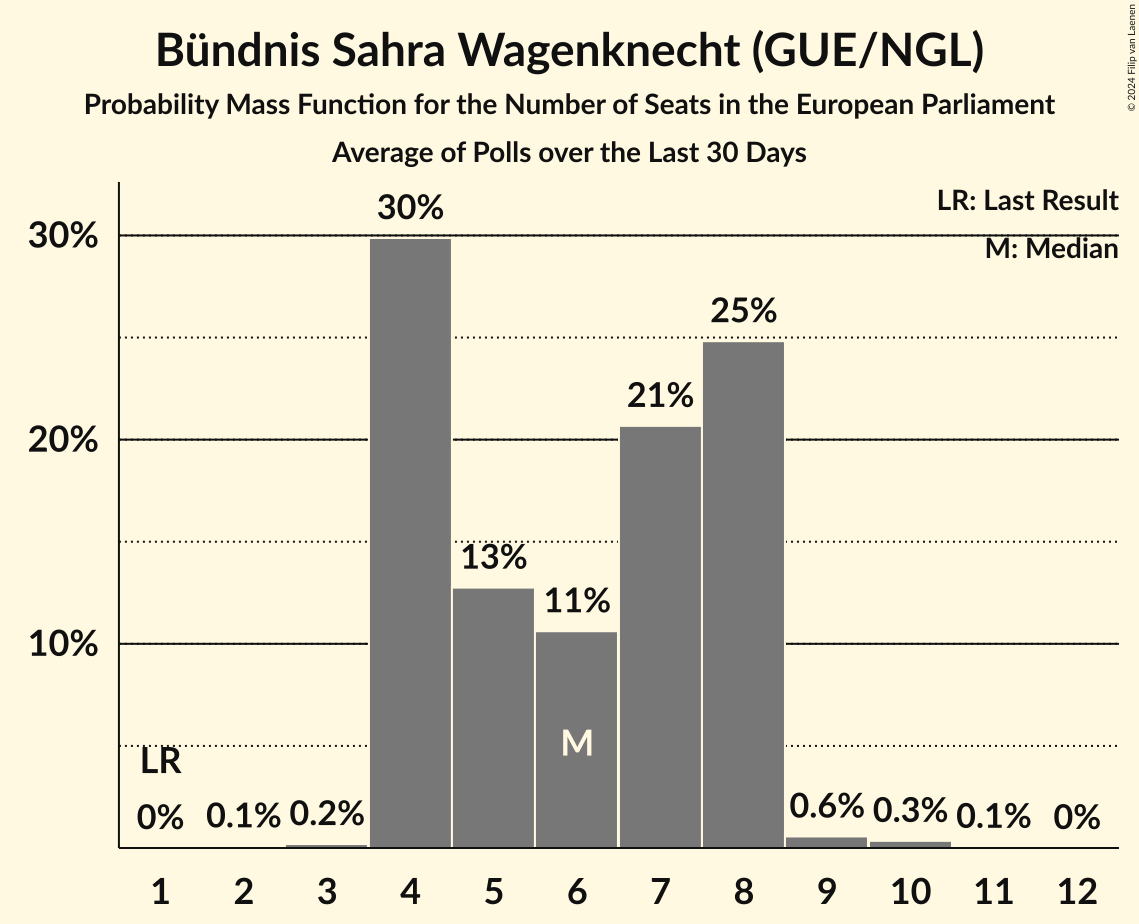 Bündnis Sahra Wagenknecht (GUE/NGL)
Probability Mass Function for the Number of Seats in the European Parliament
Average of Polls over the Last 30 Days
© 2024 Filip van Laenen
LR: Last Result
M: Median
30%
20%
10%
30%
25%
21%
13%
11%
M
LR
0%
0.1%
0.2%
0.6%
0.3%
0.1%
0%
1 2 3 4 5 6 7 8 9 10 11 12